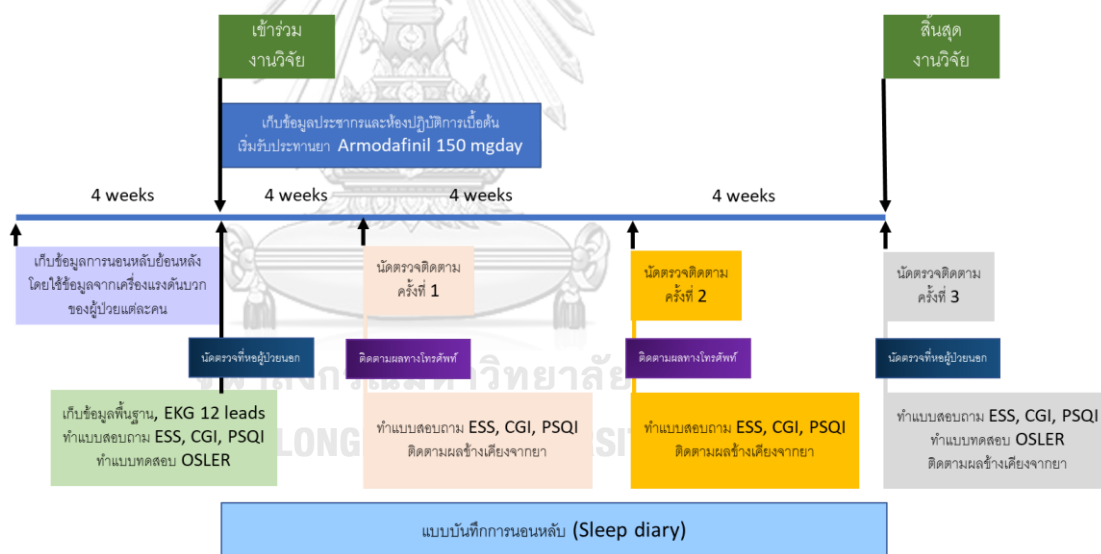 เข้าร่วม
งานวิจัย
สิ้นสุด
งานวิจัย
เก็บข้อมูลประชากรและห้องปฏิบัติการเบื้องต้น
เริ่มรับประทานยา Armodafinil 150 mgday
4 weeks
4 weeks
4 weeks
4 weeks
เก็บข้อมูลการนอนหลับย้อนหลัง
โดยใช้ข้อมูลจากเครื่องแรงดันบวก
ของผู้ป่วยแต่ละคน
นัดตรวจติดตาม
ครั้งที่ 1
นัดตรวจติดตาม
ครั้งที่ 2
นัดตรวจติดตาม
ครั้งที่ 3
นัดตรวจที่หอผู้ป่วยนอก
ติดตามผลทางโทรศัพท์
ติดตามผลทางโทรศัพท์
นัดตรวจที่หอผู้ป่วยนอก
เก็บข้อมูลพื้นฐาน, EKG 12 leads
ทำแบบสอบถาม ESS, CGI, PSQI
ทำแบบทดสอบ OSLER
ทำแบบสอบถาม ESS, CGI, PSQI
ติดตามผลข้างเคียงจากยา
ทำแบบสอบถาม ESS, CGI, PSQI
ติดตามผลข้างเคียงจากยา
ทำแบบสอบถาม ESS, CGI, PSQI
ทำแบบทดสอบ OSLER
ติดตามผลข้างเคียงจากยา
แบบบันทึกการนอนหลับ (Sleep diary)